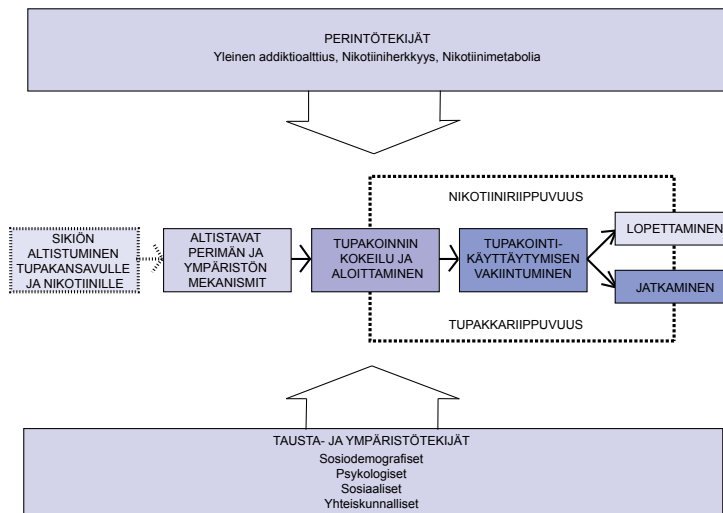 PERINTÖTEKIJÄT
Yleinen addiktioalttius, Nikotiiniherkkyys, Nikotiinimetabolia
NIKOTIINIRIIPPUVUUS
SIKIÖN
ALTISTUMINEN
TUPAKANSAVULLE
JA NIKOTIINILLE
ALTISTAVAT
PERIMÄN JA
YMPÄRISTÖN
MEKANISMIT
TUPAKOINNIN
KOKEILU JA
ALOITTAMINEN
TUPAKOINTI-
KÄYTTÄYTYMISEN
VAKIINTUMINEN
LOPETTAMINEN
JATKAMINEN
TUPAKKARIIPPUVUUS
TAUSTA- JA YMPÄRISTÖTEKIJÄT
Sosiodemografiset
Psykologiset
Sosiaaliset
Yhteiskunnalliset